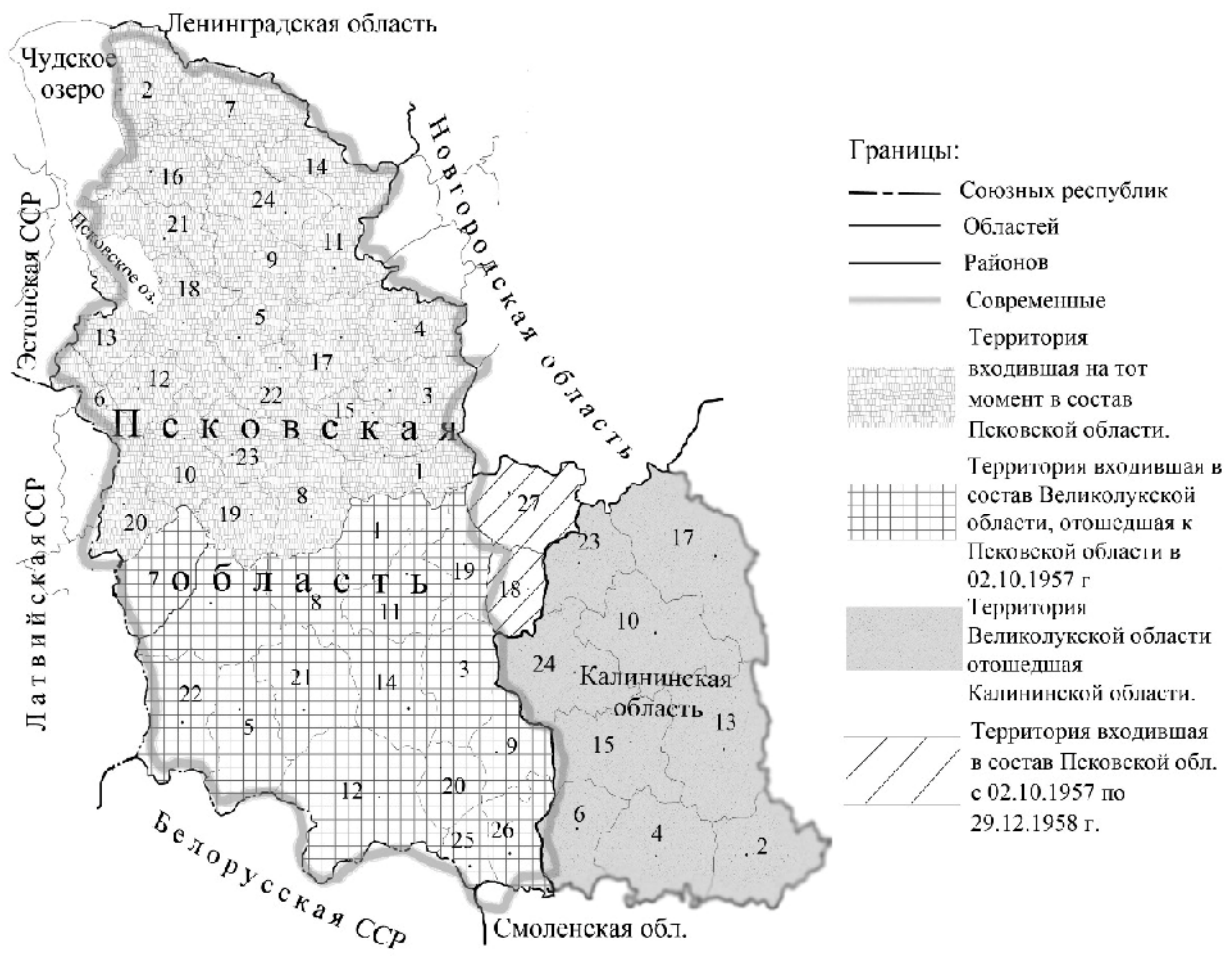 Ленинградская область
Чудское
озеро
2
7
14
16
24
21
11
9
Псковское оз.
18
5
4
13
17
12
22
3
6
15
Псковская
23
10
1
8
19
20
Новгородская область
Эстонская ССР
Латвийская ССР
27
18
1
19
7
область
8
11
3
21
14
22
5
9
12
20
25
26
23
17
10
24
Калининская
область
13
15
6
4
2
Белорусская ССР
Смоленская обл.
Границы:
Союзных республик
Областей
Районов
Современные
Территория
входившая на тот
момент в состав
Псковской области.
Территория входившая в
состав Великолукской
области, отошедшая к
Псковской области в
02.10.1957 г
Территория
Великолукской области
отошедшая
Калининской области.
Территория входившая
в состав Псковской обл.
с 02.10.1957 по
29.12.1958 г.